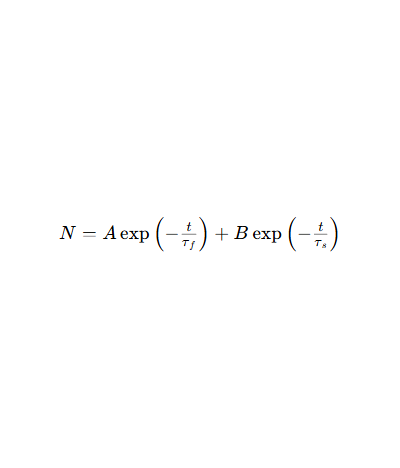 N = A exp (− t/τ_f) + B exp (− t/τ_s)